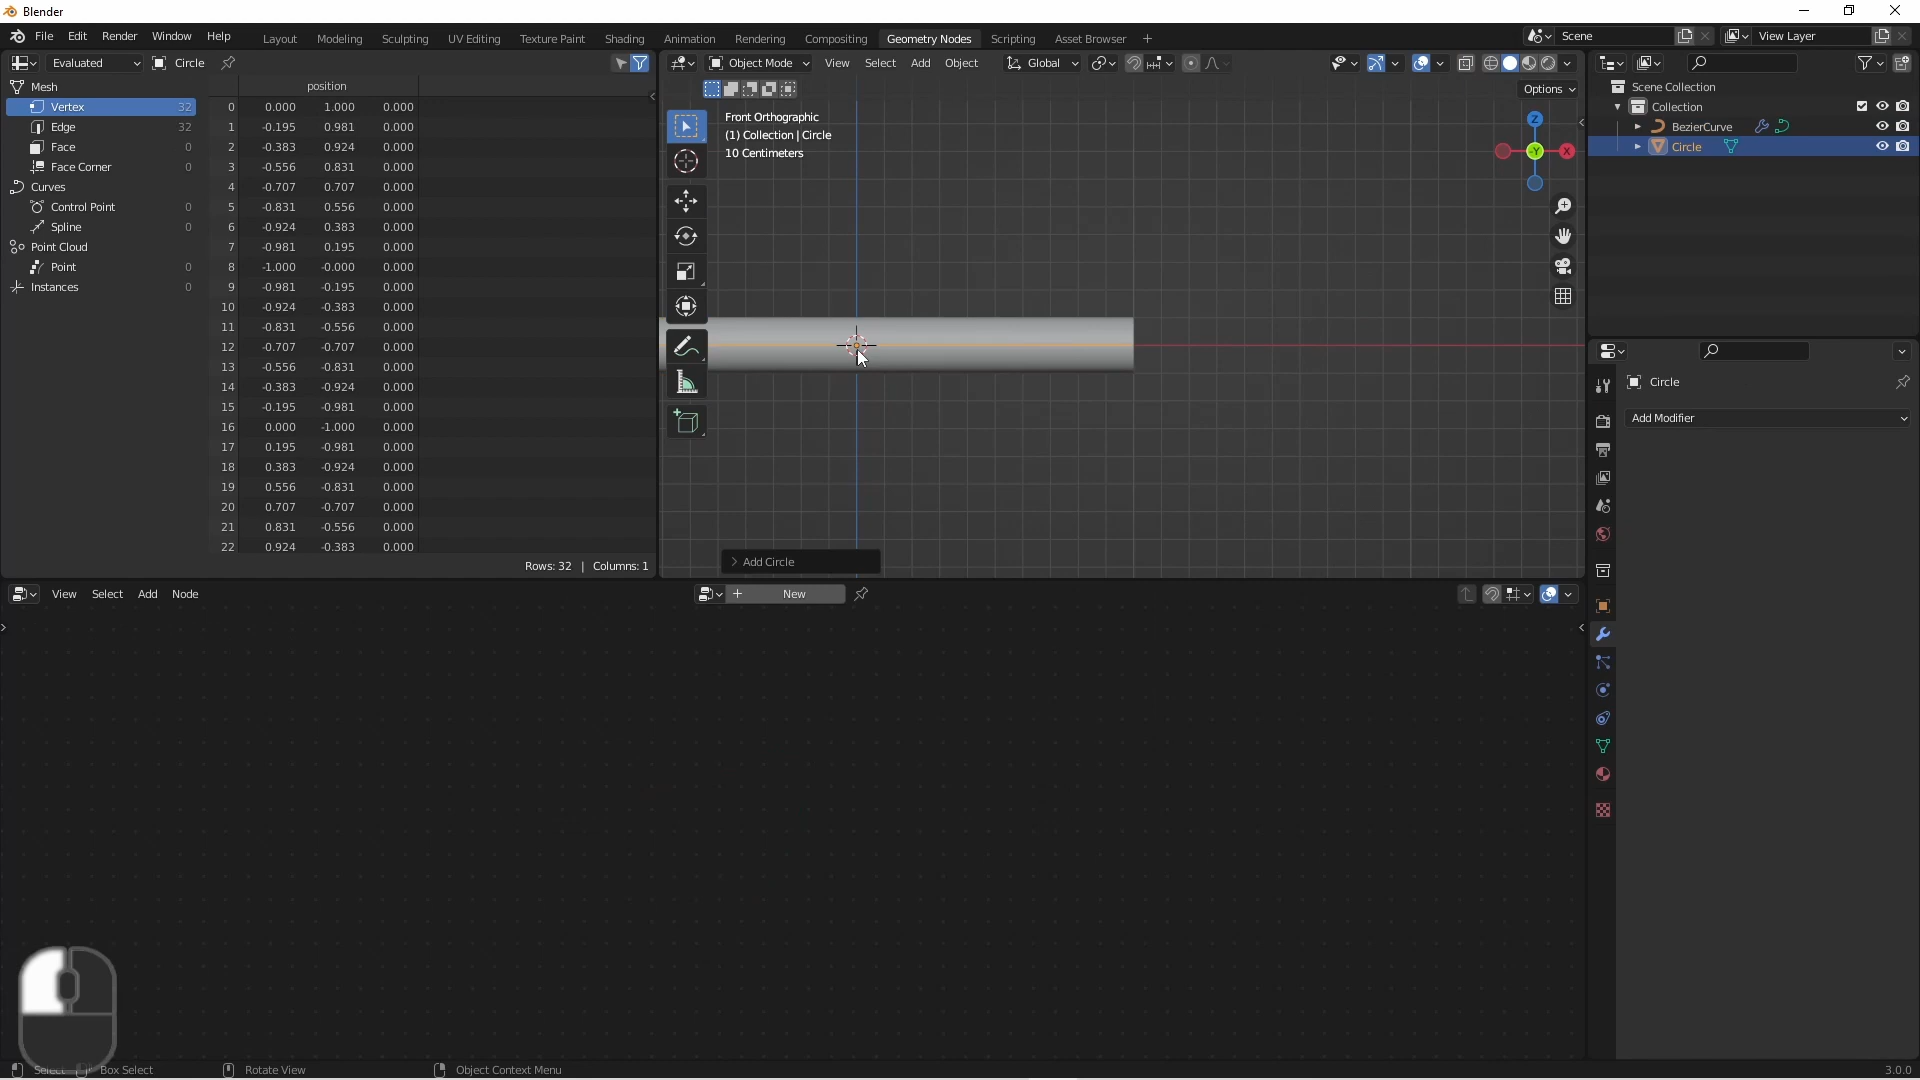 Blender
File Edit Render Window Help
Layout Modeling Sculpting UV Editing Texture Paint Shading Animation Rendering Compositing Geometry Nodes Scripting Asset Browser +
Scene
View Layer
Evaluated
Circle
Mesh
Vertex 32
Edge 32
Face 0
Face Corner 0
Curves
Control Point 0
Spline 0
Point Cloud
Point 0
Instances 0
position
0 0.000 1.000 0.000
1 -0.195 0.981 0.000
2 -0.383 0.924 0.000
3 -0.556 0.831 0.000
4 -0.707 0.707 0.000
5 -0.831 0.556 0.000
6 -0.924 0.383 0.000
7 -0.981 0.195 0.000
8 -1.000 -0.000 0.000
9 -0.981 -0.195 0.000
10 -0.924 -0.383 0.000
11 -0.831 -0.556 0.000
12 -0.707 -0.707 0.000
13 -0.556 -0.831 0.000
14 -0.383 -0.924 0.000
15 -0.195 -0.981 0.000
16 0.000 -1.000 0.000
17 0.195 -0.981 0.000
18 0.383 -0.924 0.000
19 0.556 -0.831 0.000
20 0.707 -0.707 0.000
21 0.831 -0.556 0.000
22 0.924 -0.383 0.000
Rows: 32 | Columns: 1
Object Mode View Select Add Object Global
Options
Front Orthographic
(1) Collection | Circle
10 Centimeters
Z
-Y
X
Add Circle
Scene Collection
Collection
BezierCurve
Circle
Circle
Add Modifier
View Select Add Node
New
Select Box Select Rotate View Object Context Menu
3.0.0